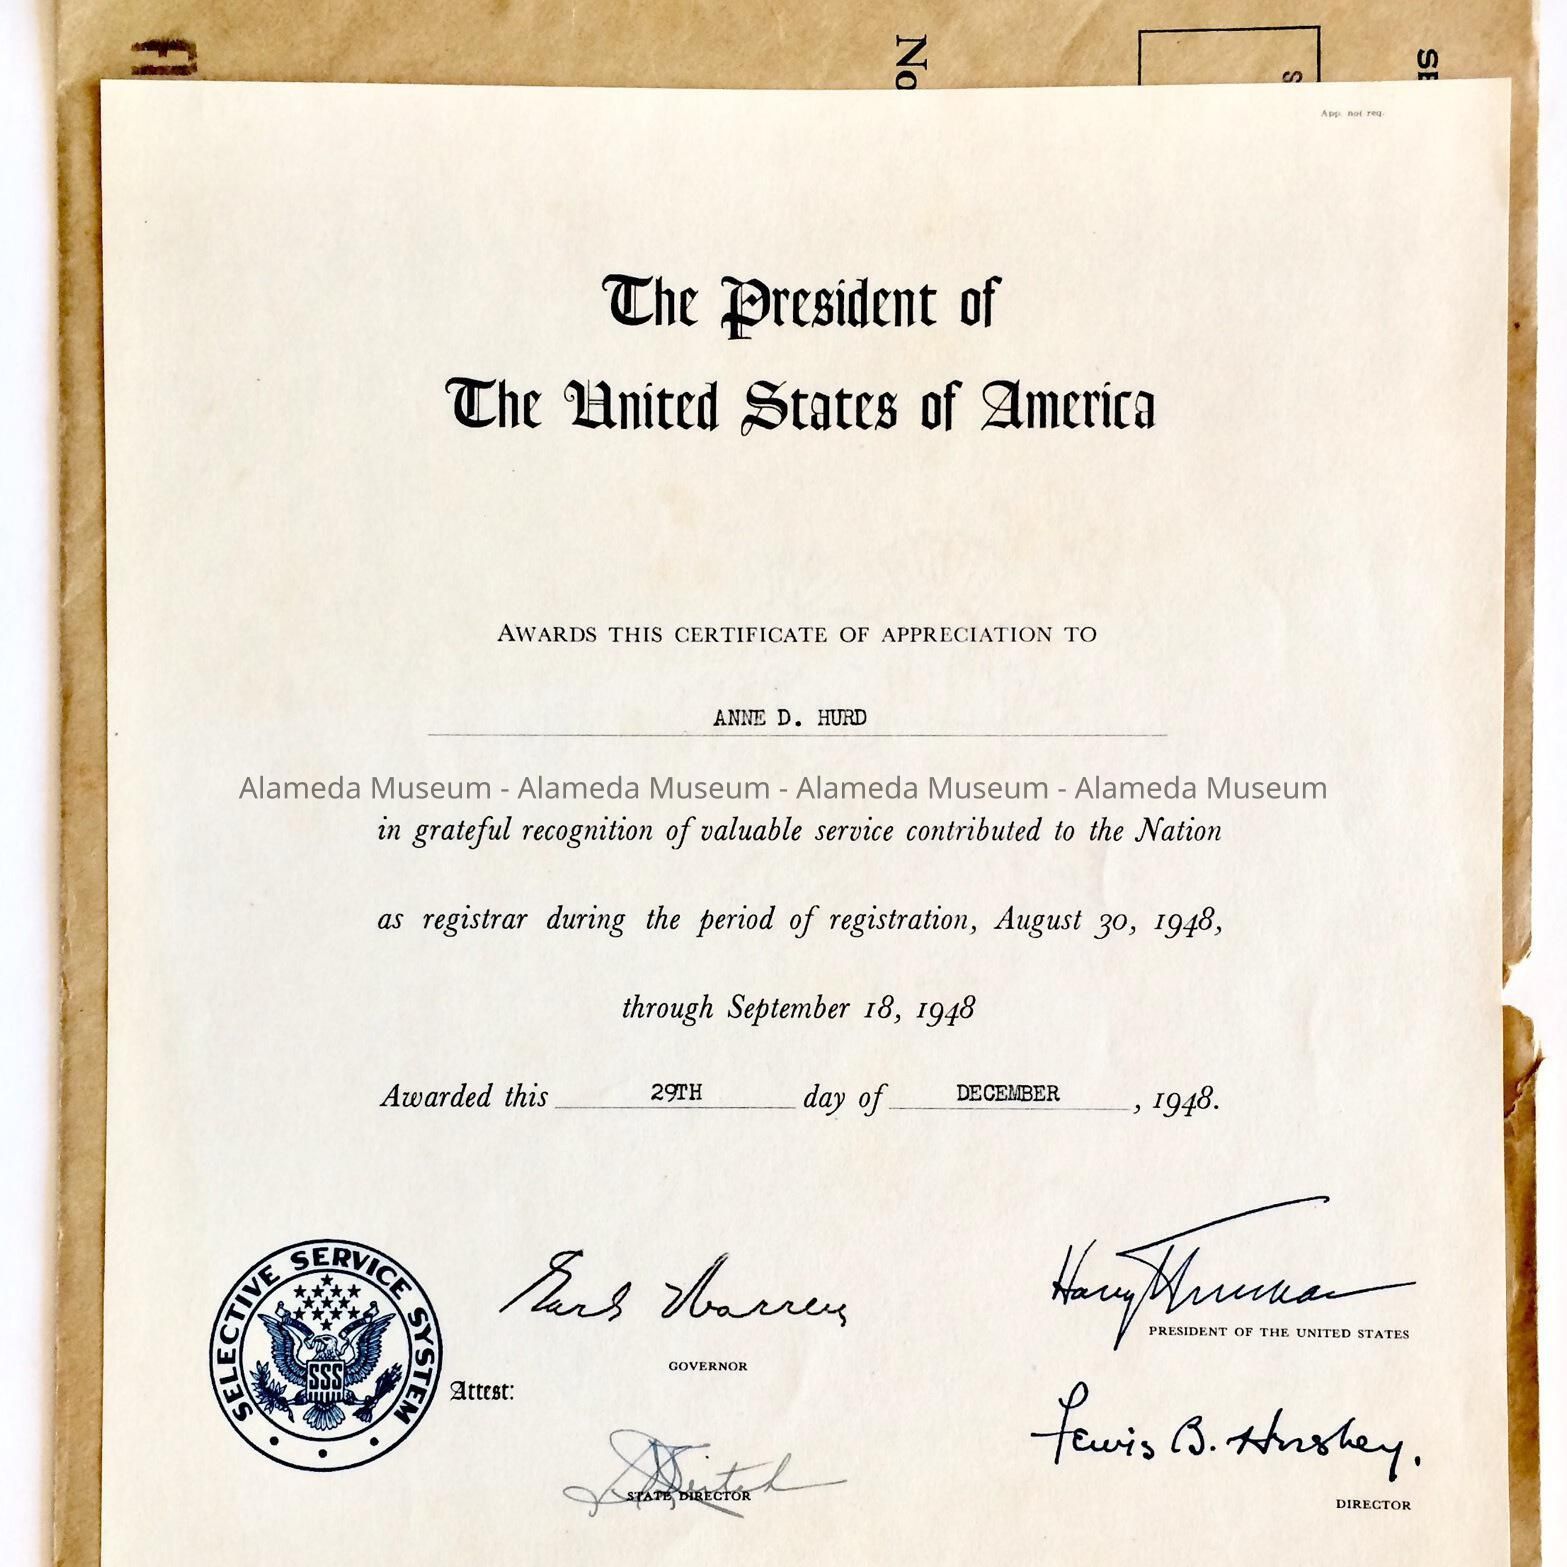 No
S
SE
App. not req.
The President of
The United States of America
AWARDS THIS CERTIFICATE OF APPRECIATION TO
ANNE D. HURD
Alameda Museum - Alameda Museum - Alameda Museum - Alameda Museum
in grateful recognition of valuable service contributed to the Nation
as registrar during the period of registration, August 30, 1948,
through September 18, 1948
Awarded this 29TH day of DECEMBER, 1948.
SELECTIVE SERVICE SYSTEM
SSS
Earl Warren
GOVERNOR
Harry Truman
PRESIDENT OF THE UNITED STATES
Attest:
STATE DIRECTOR
Lewis B. Hershey.
DIRECTOR